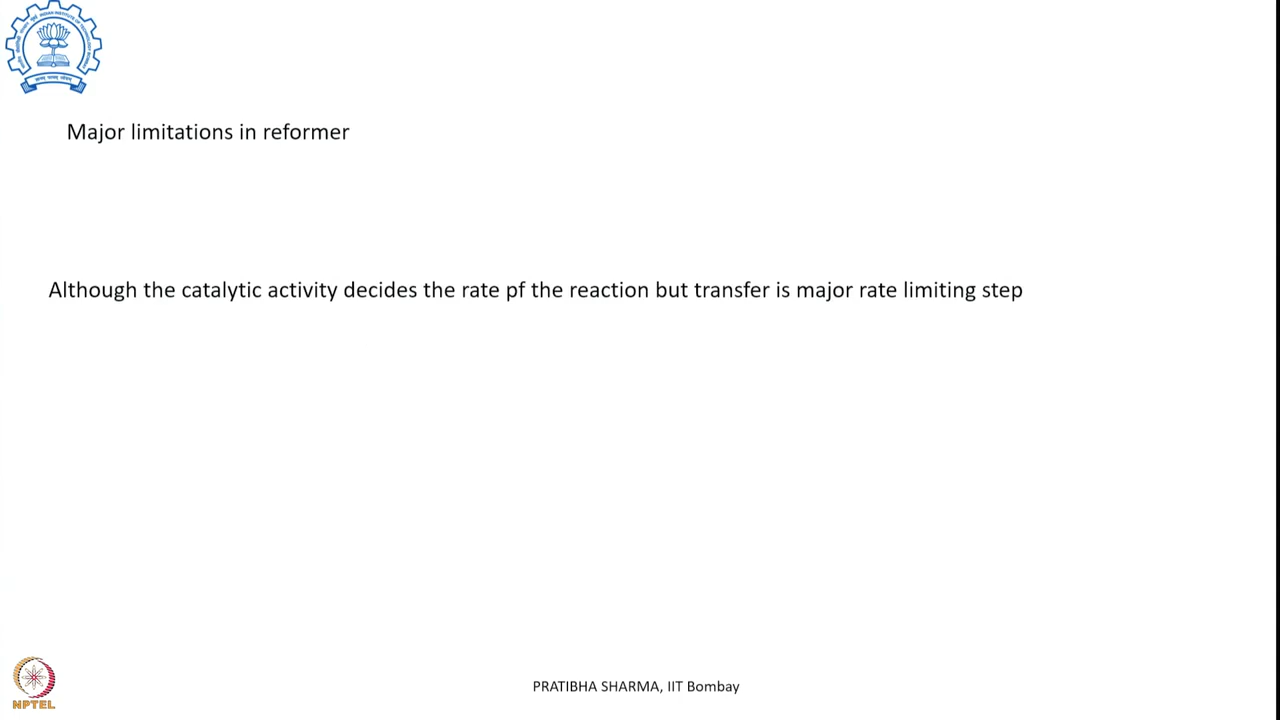 Major limitations in reformer
Although the catalytic activity decides the rate pf the reaction but transfer is major rate limiting step
PRATIBHA SHARMA, IIT Bombay
NPTEL